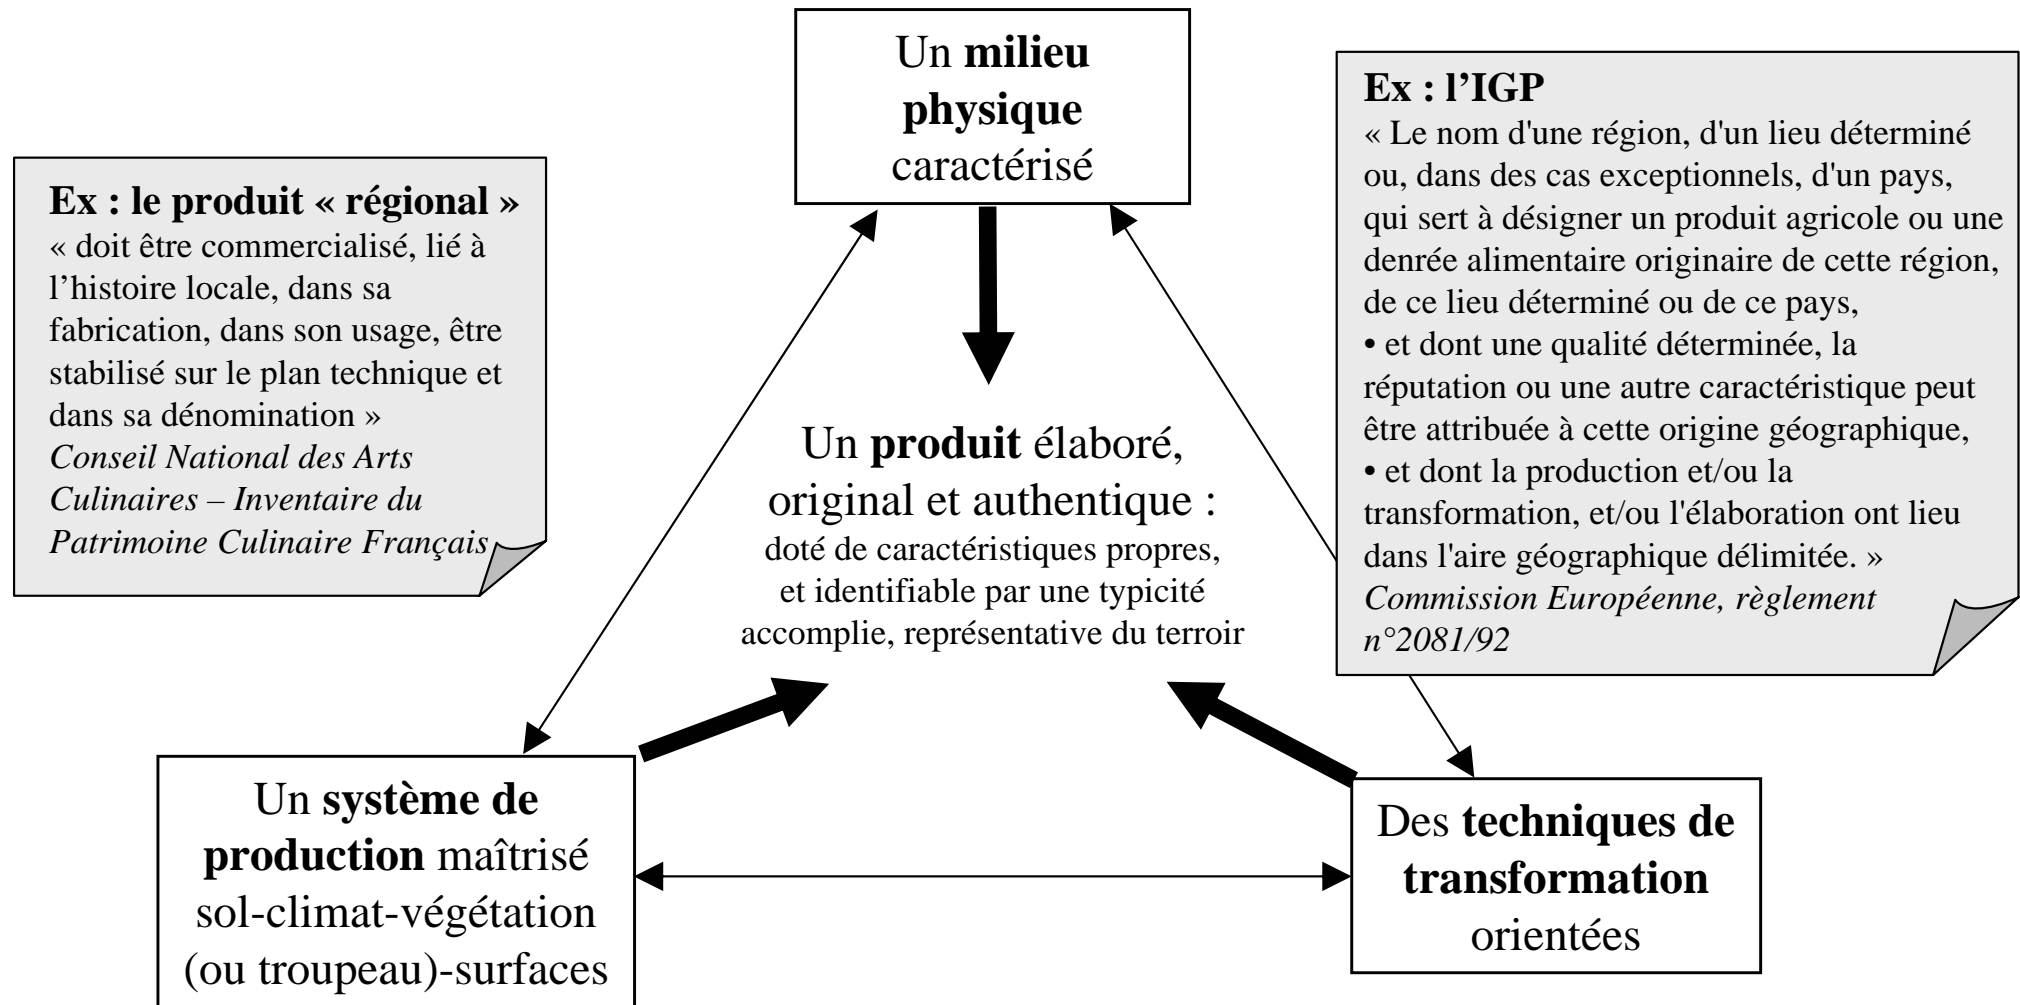 Un milieu
physique
caractérisé
Ex : le produit « régional »
« doit être commercialisé, lié à
l’histoire locale, dans sa
fabrication, dans son usage, être
stabilisé sur le plan technique et
dans sa dénomination »
Conseil National des Arts
Culinaires – Inventaire du
Patrimoine Culinaire Français
Ex : l’IGP
« Le nom d'une région, d'un lieu déterminé
ou, dans des cas exceptionnels, d'un pays,
qui sert à désigner un produit agricole ou une
denrée alimentaire originaire de cette région,
de ce lieu déterminé ou de ce pays,
• et dont une qualité déterminée, la
réputation ou une autre caractéristique peut
être attribuée à cette origine géographique,
• et dont la production et/ou la
transformation, et/ou l'élaboration ont lieu
dans l'aire géographique délimitée. »
Commission Européenne, règlement
n°2081/92
Un produit élaboré,
original et authentique :
doté de caractéristiques propres,
et identifiable par une typicité
accomplie, représentative du terroir
Un système de
production maîtrisé
sol-climat-végétation
(ou troupeau)-surfaces
Des techniques de
transformation
orientées